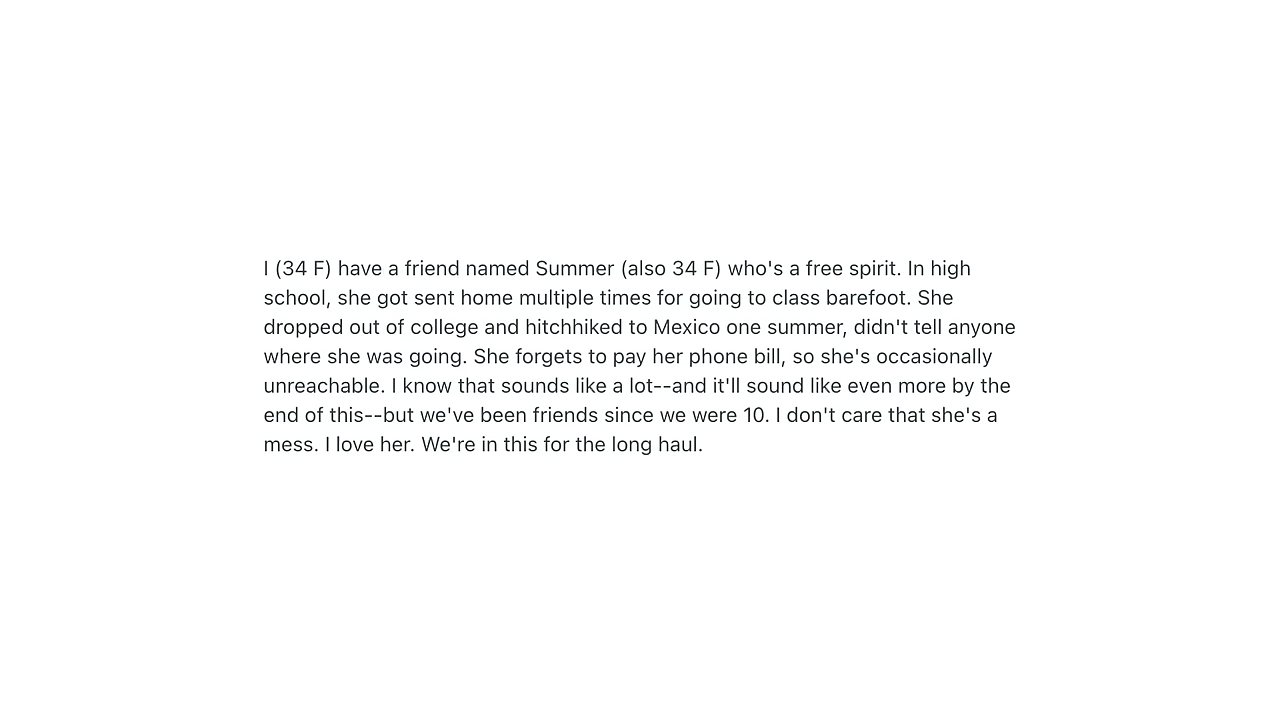 I (34 F) have a friend named Summer (also 34 F) who's a free spirit. In high
school, she got sent home multiple times for going to class barefoot. She
dropped out of college and hitchhiked to Mexico one summer, didn't tell anyone
where she was going. She forgets to pay her phone bill, so she's occasionally
unreachable. I know that sounds like a lot--and it'll sound like even more by the
end of this--but we've been friends since we were 10. I don't care that she's a
mess. I love her. We're in this for the long haul.